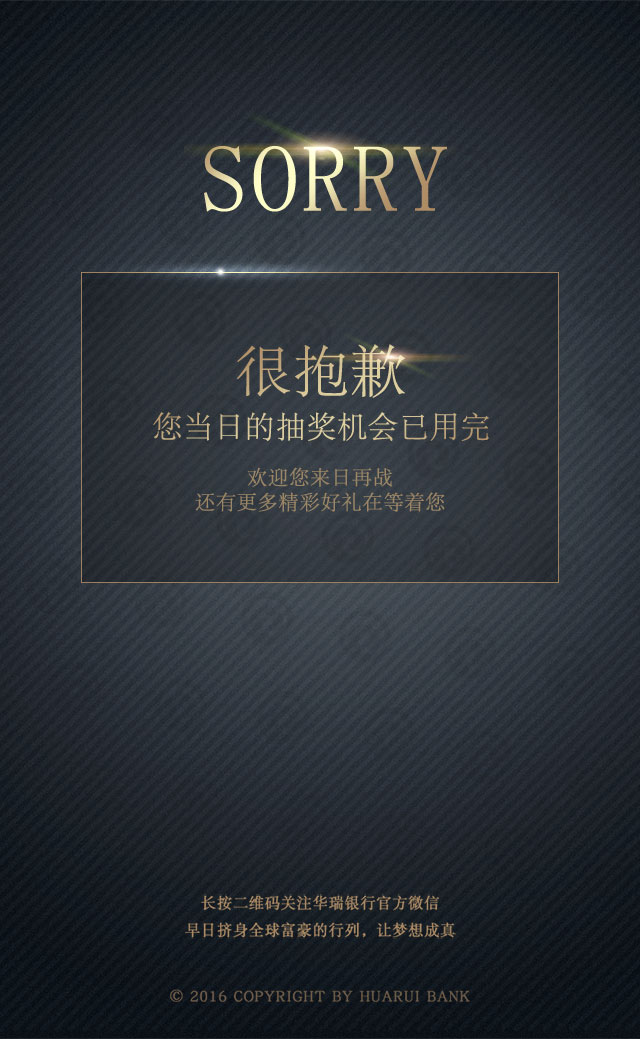 SORRY
很抱歉
您当日的抽奖机会已用完
欢迎您来日再战
还有更多精彩好礼在等着您
长按二维码关注华瑞银行官方微信
早日挤身全球富豪的行列，让梦想成真
© 2016 COPYRIGHT BY HUARUI BANK